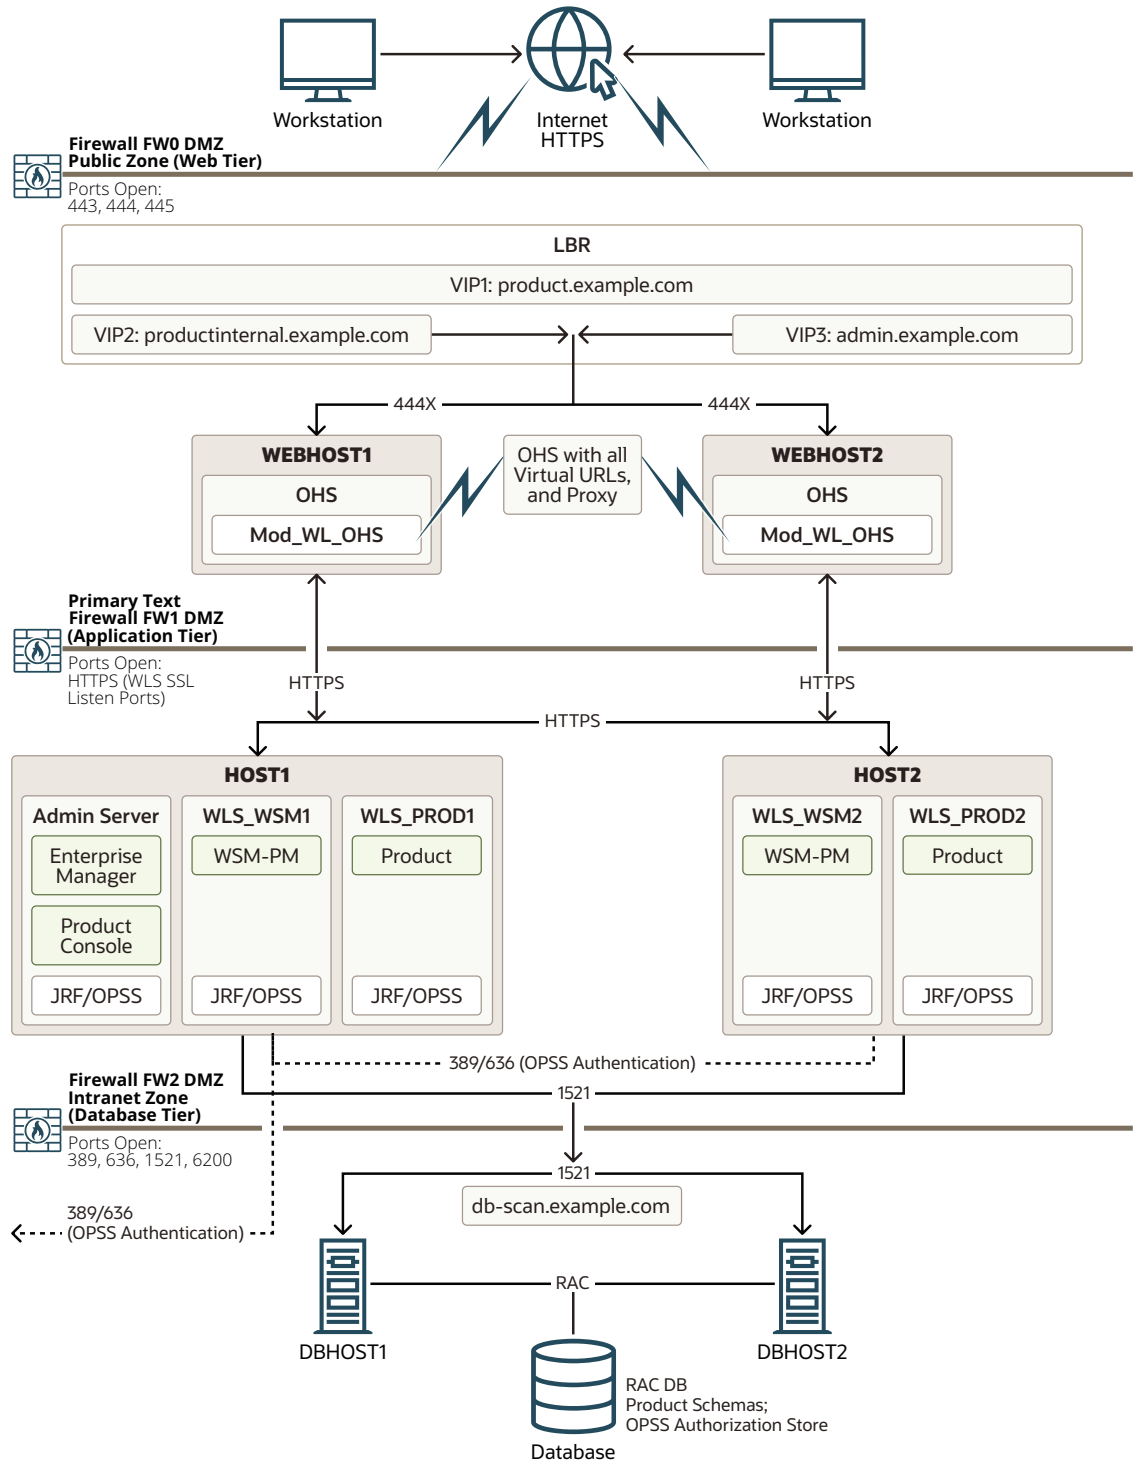 Workstation
Internet
HTTPS
Workstation
Firewall FW0 DMZ
Public Zone (Web Tier)
Ports Open:
443, 444, 445
LBR
VIP1: product.example.com
VIP2: productinternal.example.com
VIP3: admin.example.com
444X
444X
WEBHOST1
OHS
Mod_WL_OHS
OHS with all
Virtual URLs,
and Proxy
WEBHOST2
OHS
Mod_WL_OHS
Primary Text
Firewall FW1 DMZ
(Application Tier)
Ports Open:
HTTPS (WLS SSL
Listen Ports)
HTTPS
HTTPS
HTTPS
HOST1
Admin Server
Enterprise
Manager
Product
Console
JRF/OPSS
WLS_WSM1
WSM-PM
JRF/OPSS
WLS_PROD1
Product
JRF/OPSS
HOST2
WLS_WSM2
WSM-PM
JRF/OPSS
WLS_PROD2
Product
JRF/OPSS
389/636 (OPSS Authentication)
1521
Firewall FW2 DMZ
Intranet Zone
(Database Tier)
Ports Open:
389, 636, 1521, 6200
1521
db-scan.example.com
389/636
(OPSS Authentication)
RAC
DBHOST1
DBHOST2
RAC DB
Product Schemas;
OPSS Authorization Store
Database